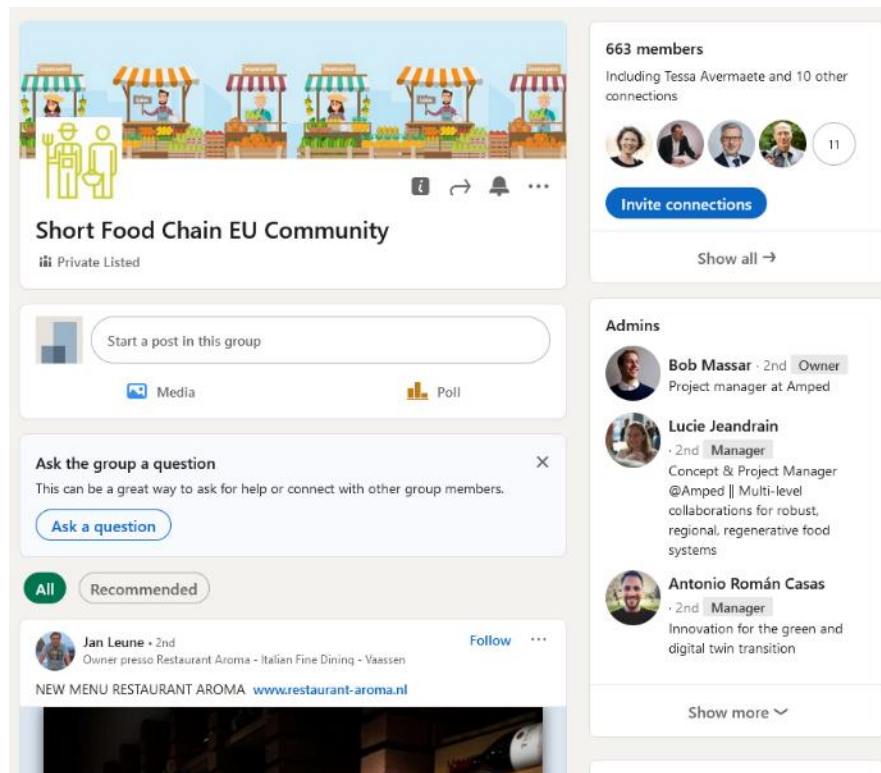 Short Food Chain EU Community
Private Listed
Start a post in this group
Media
Poll
Ask the group a question
This can be a great way to ask for help or connect with other group members.
Ask a question
All
Recommended
Jan Leune • 2nd
Follow
Owner presso Restaurant Aroma - Italian Fine Dining - Vaassen
NEW MENU RESTAURANT AROMA www.restaurant-aroma.nl
663 members
Including Tessa Avermaete and 10 other
connections
11
Invite connections
Show all →
Admins
Bob Massar · 2nd Owner
Project manager at Amped
Lucie Jeandrain
· 2nd Manager
Concept & Project Manager
@Amped || Multi-level
collaborations for robust,
regional, regenerative food
systems
Antonio Román Casas
· 2nd Manager
Innovation for the green and
digital twin transition
Show more